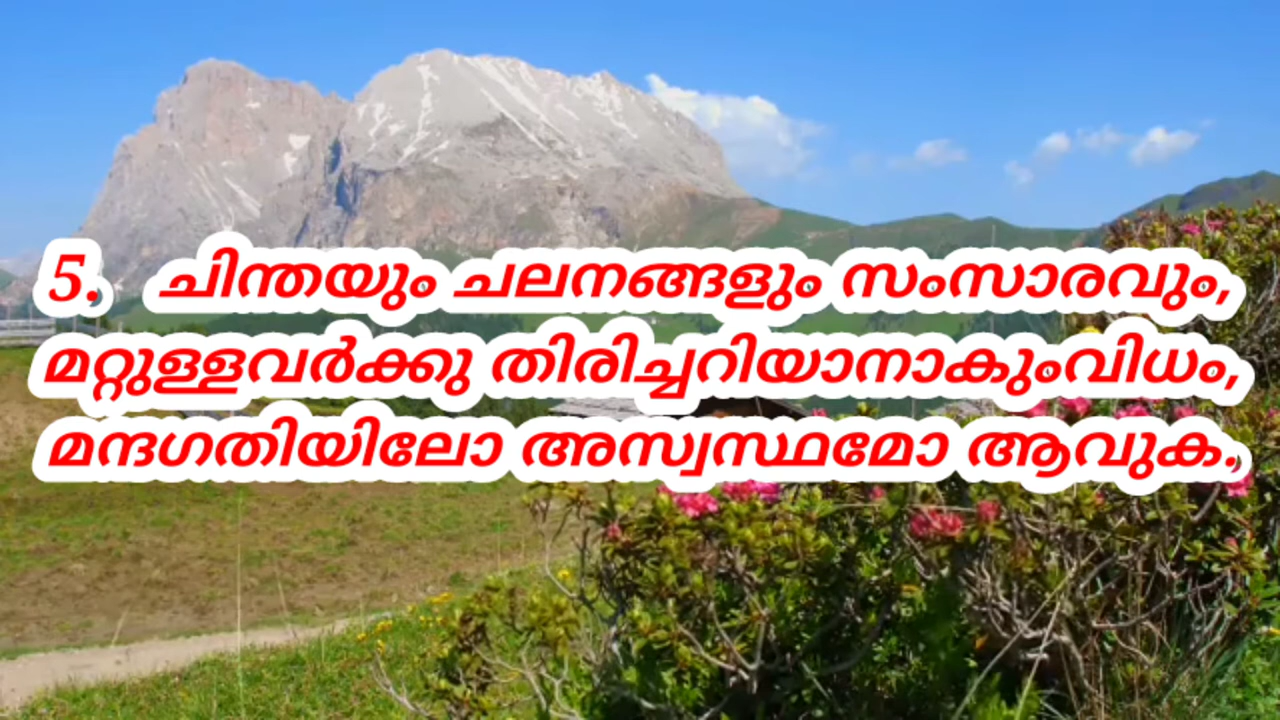 5. ചിന്തയും ചലനങ്ങളും സംസാരവും,
മറ്റുള്ളവർക്കു തിരിച്ചറിയാനാകുംവിധം,
മന്ദഗതിയിലോ അസ്വസ്ഥമോ ആവുക.